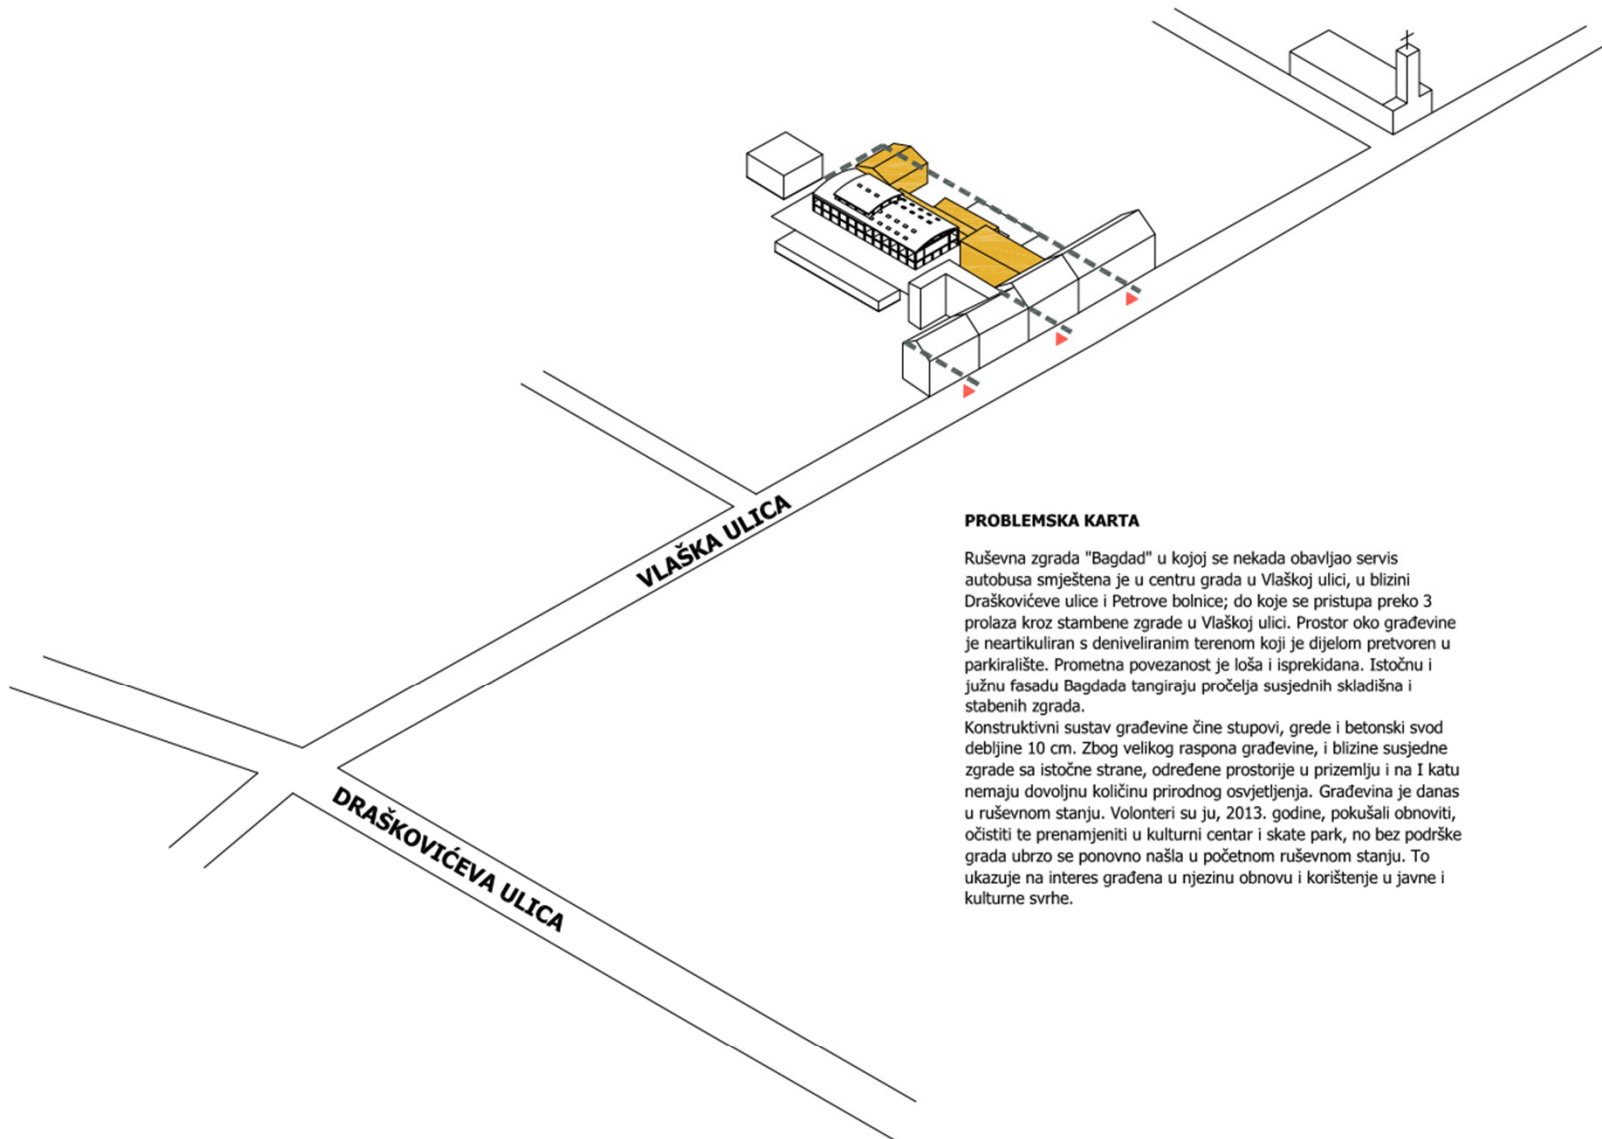 VLAŠKA ULICA
DRAŠKOVIĆEVA ULICA
PROBLEMSKA KARTA
Ruševna zgrada "Bagdad" u kojoj se nekada obavljao servis
autobusa smještena je u centru grada u Vlaškoj ulici, u blizini
Draškovićeve ulice i Petrove bolnice; do koje se pristupa preko 3
prolaza kroz stambene zgrade u Vlaškoj ulici. Prostor oko građevine
je neartikuliran s deniveliranim terenom koji je dijelom pretvoren u
parkiralište. Prometna povezanost je loša i isprekidana. Istočnu i
južnu fasadu Bagdada tangiraju pročelja susjednih skladišna i
stabenih zgrada.
Konstruktivni sustav građevine čine stupovi, grede i betonski svod
debljine 10 cm. Zbog velikog raspona građevine, i blizine susjedne
zgrade sa istočne strane, određene prostorije u prizemlju i na I katu
nemaju dovoljnu količinu prirodnog osvjetljenja. Građevina je danas
u ruševnom stanju. Volonteri su ju, 2013. godine, pokušali obnoviti,
očistiti te prenamjeniti u kulturni centar i skate park, no bez podrške
grada ubrzo se ponovno našla u početnom ruševnom stanju. To
ukazuje na interes građena u njezinu obnovu i korištenje u javne i
kulturne svrhe.